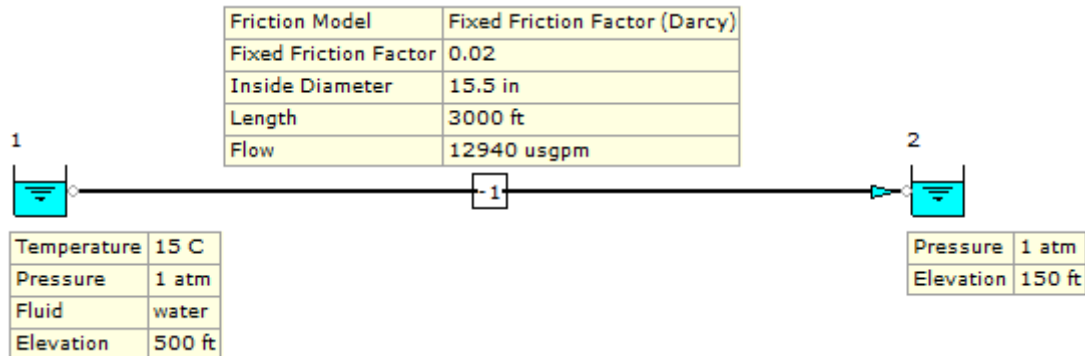 Friction Model Fixed Friction Factor (Darcy)
Fixed Friction Factor 0.02
Inside Diameter 15.5 in
Length 3000 ft
Flow 12940 usgpm
1
2
-1
Temperature 15 C
Pressure 1 atm
Fluid water
Elevation 500 ft
Pressure 1 atm
Elevation 150 ft